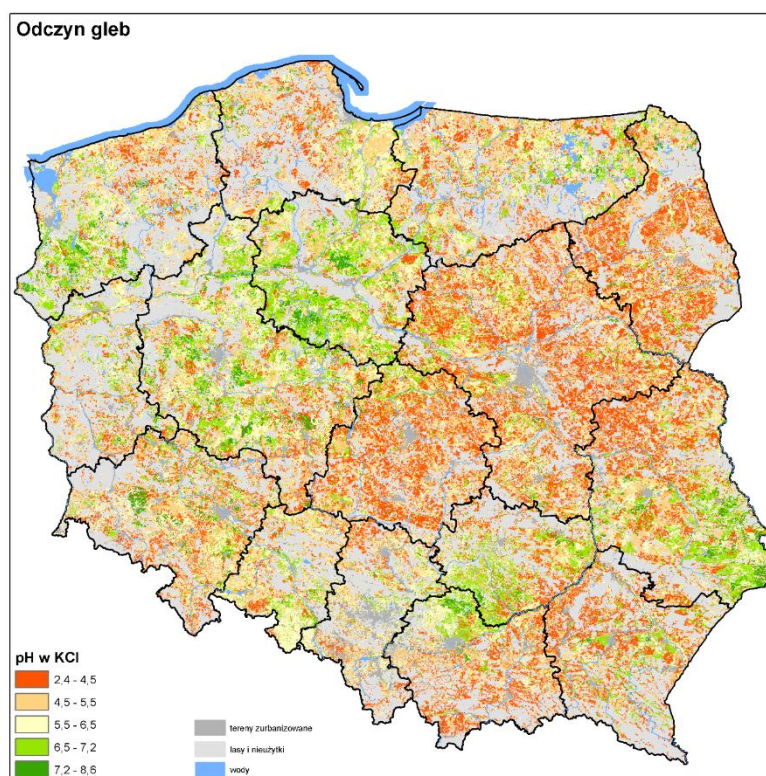 Odczyn gleb
pH w KCl
2,4 - 4,5
4,5 - 5,5
5,5 - 6,5
6,5 - 7,2
7,2 - 8,6
tereny zurbanizowane
lasy i nieużytki
wody